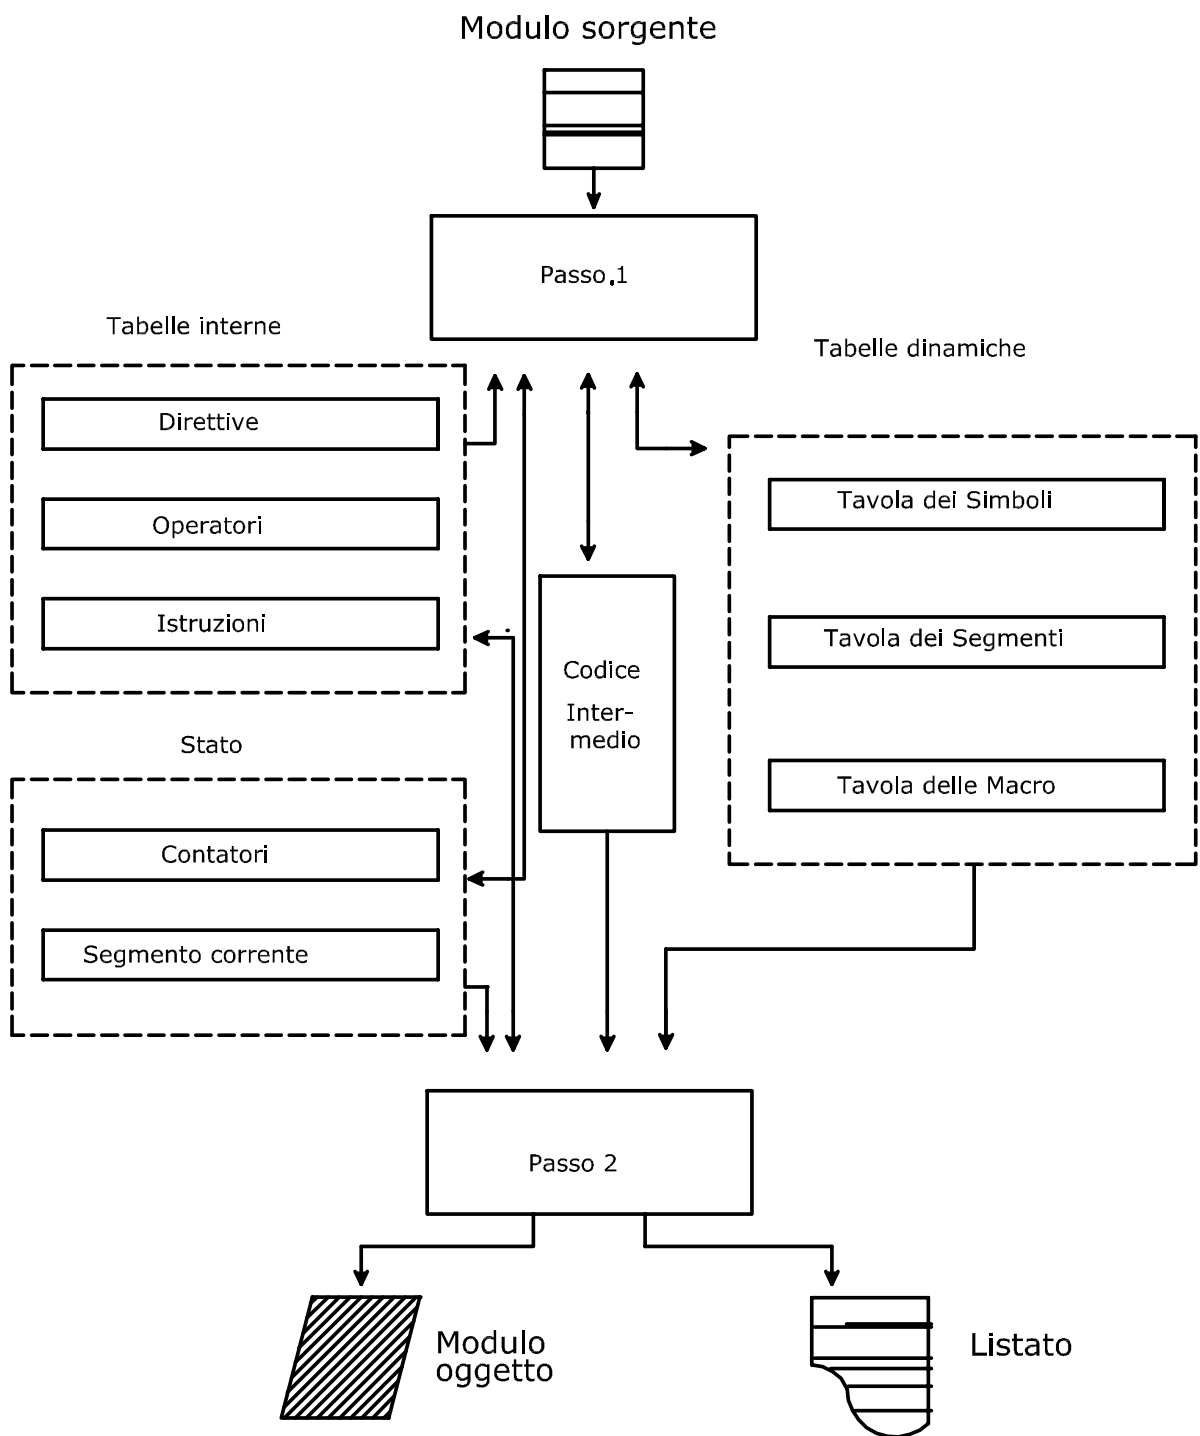 Modulo sorgente
Passo.1
Tabelle interne
Tabelle dinamiche
Direttive
Operatori
Istruzioni
Tavola dei Simboli
Tavola dei Segmenti
Tavola delle Macro
Codice
Inter-
medio
Stato
Contatori
Segmento corrente
Passo 2
Modulo
oggetto
Listato